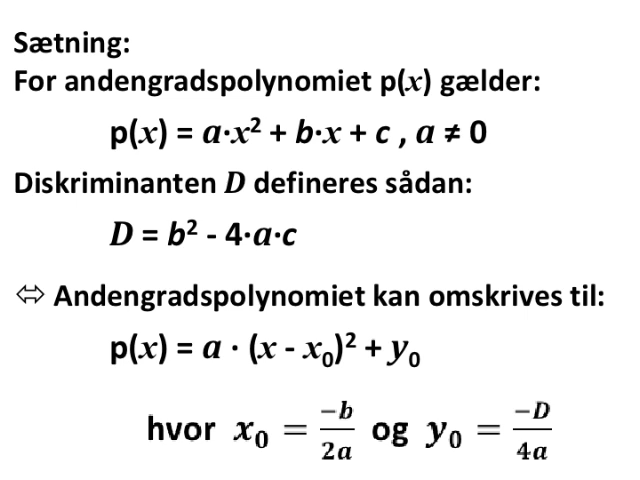 Sætning:
For andengradspolynomiet p(x) gælder:
p(x) = a·x² + b·x + c , a ≠ 0
Diskriminanten D defineres sådan:
D = b² - 4·a·c
⇔ Andengradspolynomiet kan omskrives til:
p(x) = a · (x - x₀)² + y₀
hvor x₀ = −b/2a og y₀ = −D/4a